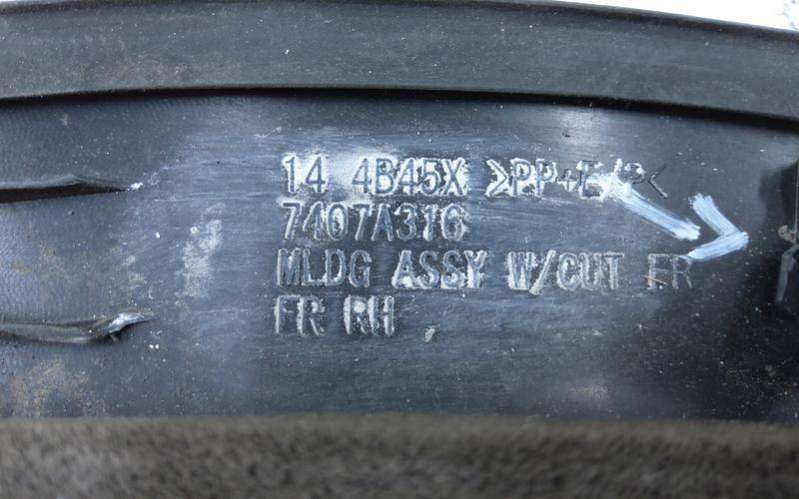 14 4B45X >PP+E/P<
7407A316
MLDG ASSY W/CUT FR
FR RH